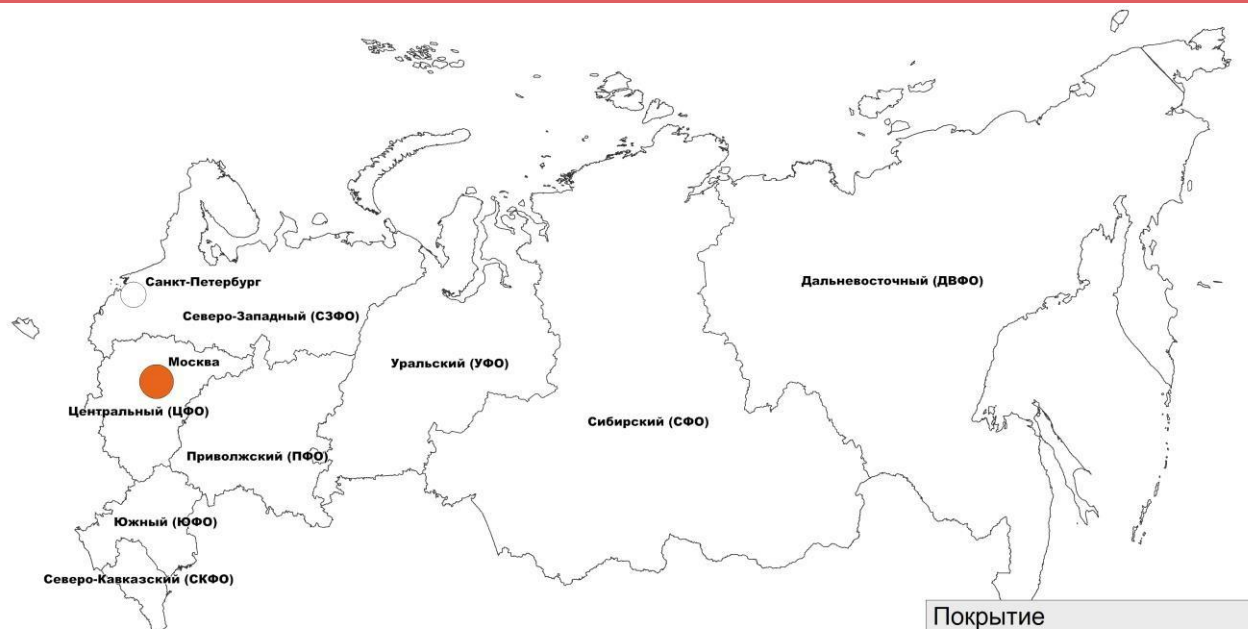 Санкт-Петербург
Дальневосточный (ДВФО)
Северо-Западный (СЗФО)
Москва
Уральский (УФО)
Центральный (ЦФО)
Сибирский (СФО)
Приволжский (ПФО)
Южный (ЮФО)
Северо-Кавказский (СКФО)
Покрытие